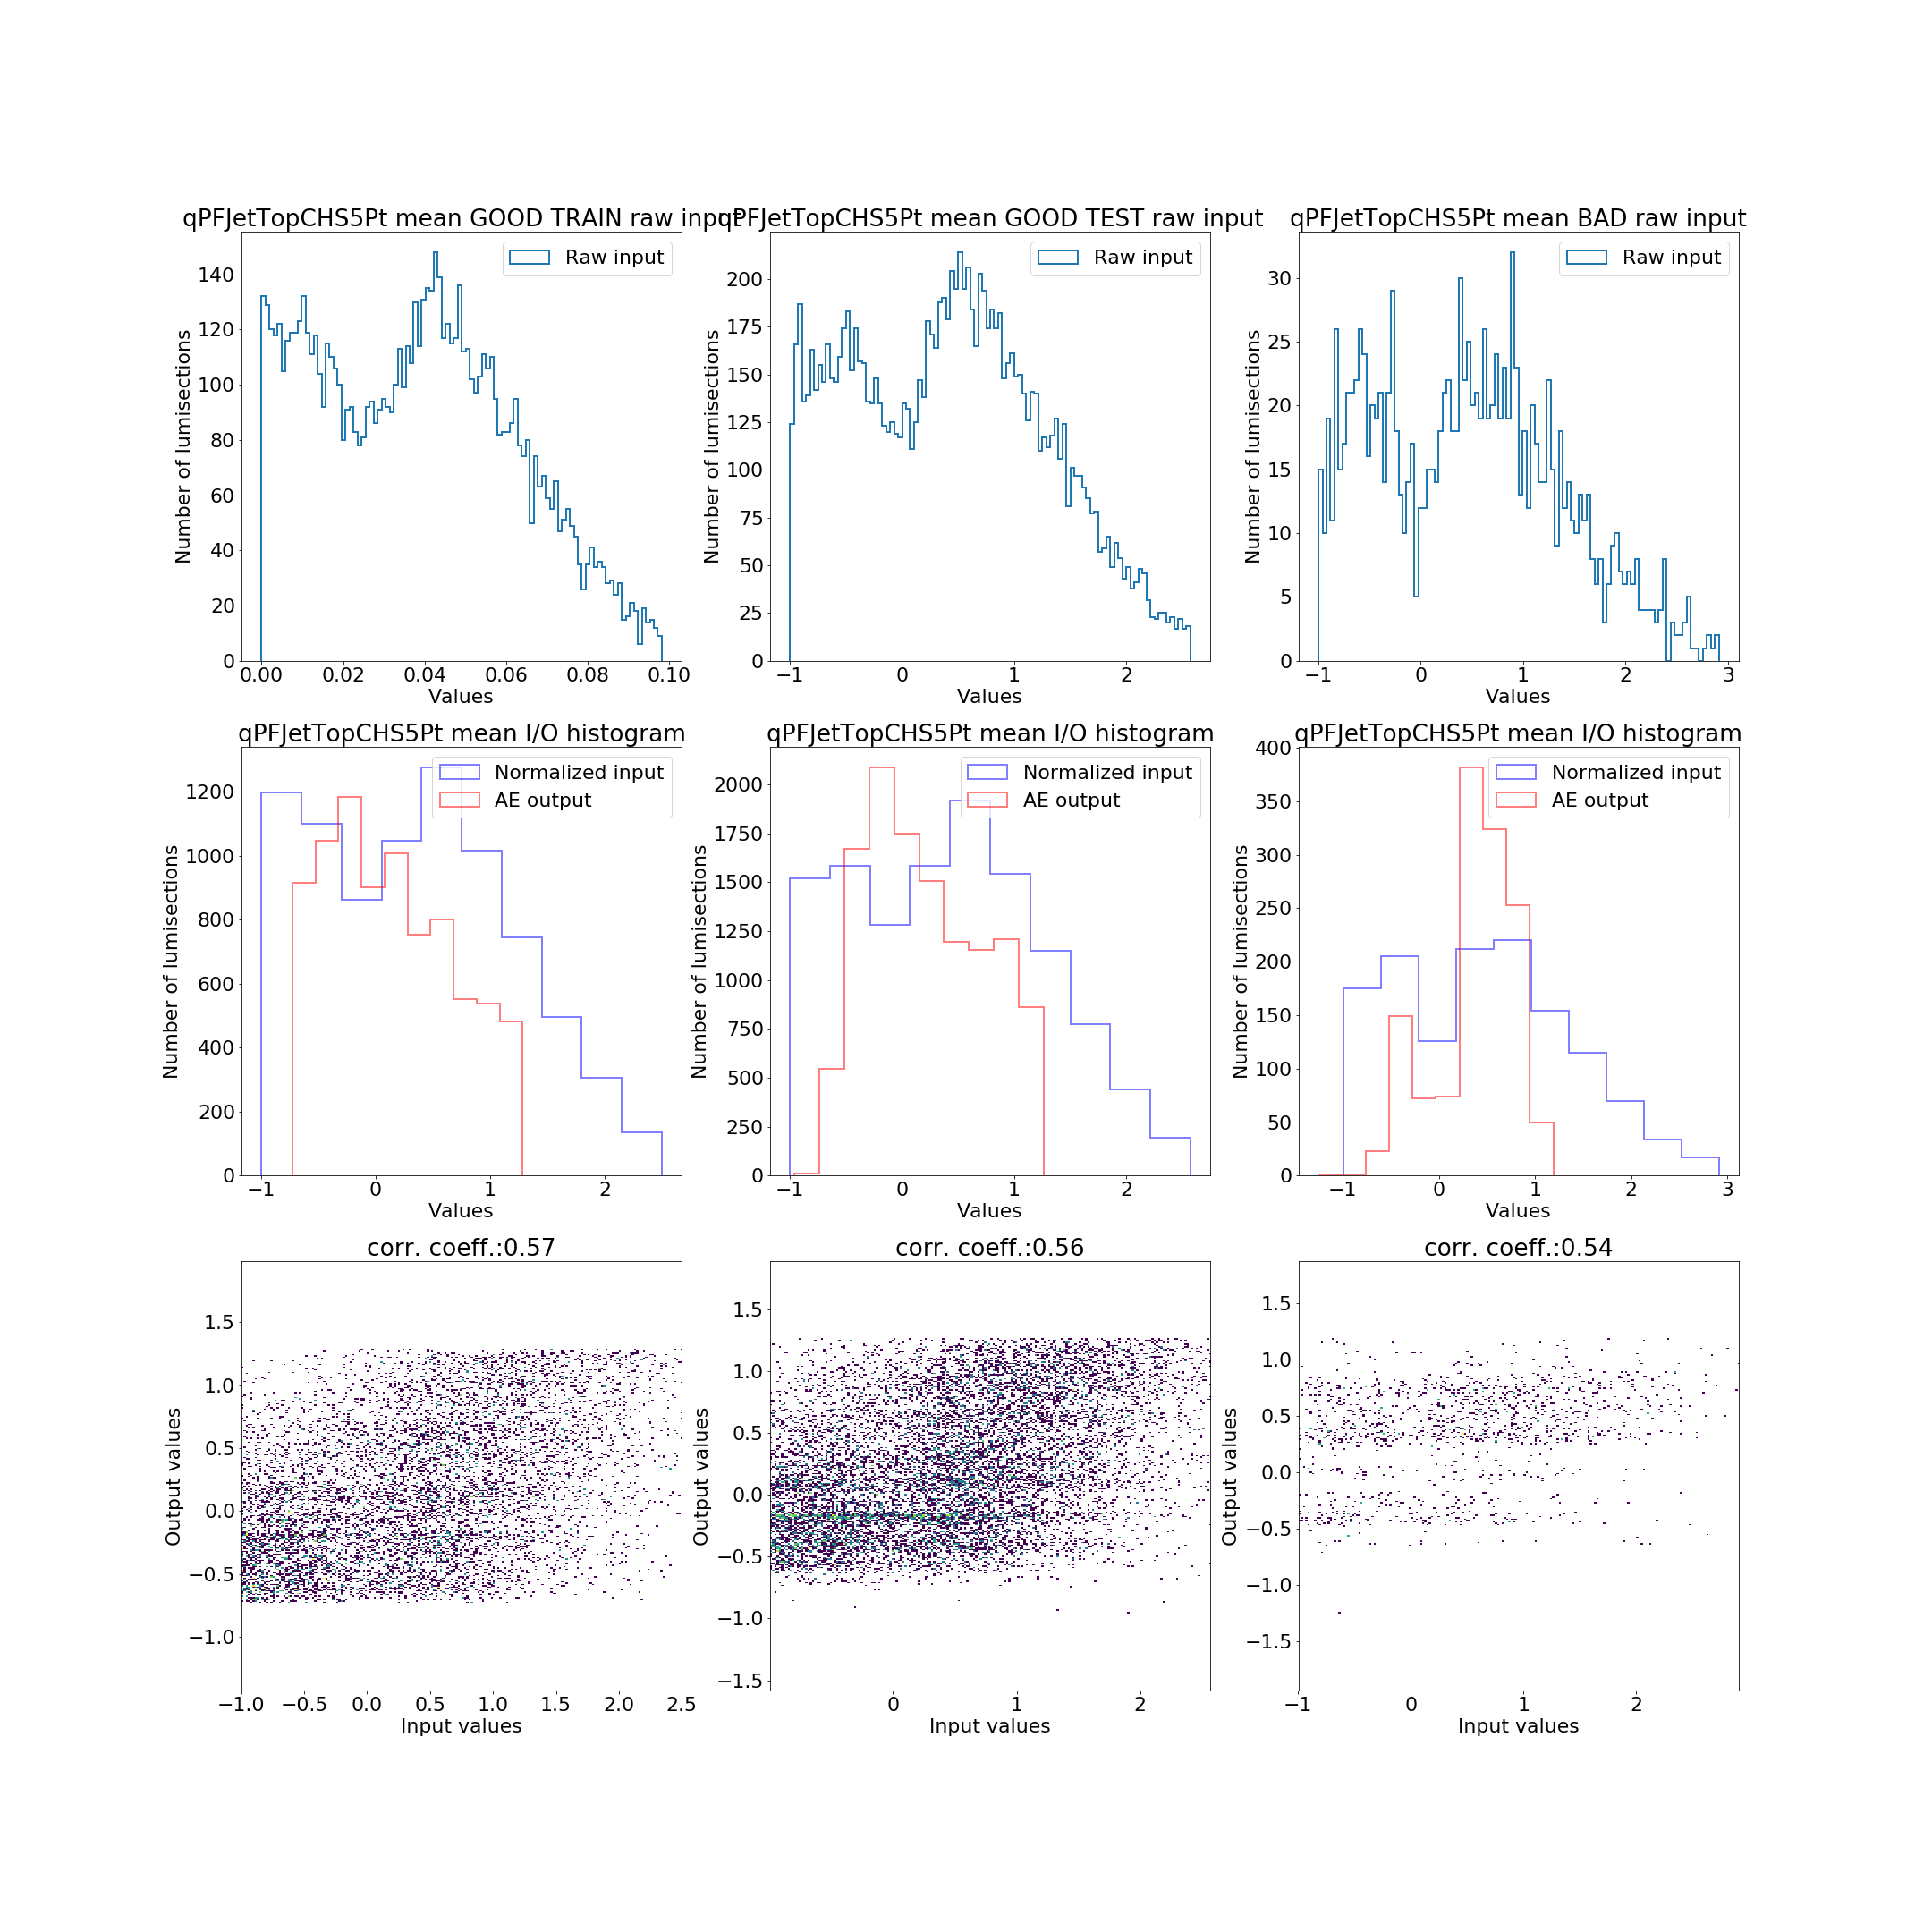 qPFJetTopCHS5Pt mean GOOD TRAIN raw input
Raw input
140
120
100
80
60
40
20
0
Number of lumisections
0.00 0.02 0.04 0.06 0.08 0.10
Values
qPFJetTopCHS5Pt mean GOOD TEST raw input
Raw input
200
175
150
125
100
75
50
25
0
Number of lumisections
−1 0 1 2
Values
qPFJetTopCHS5Pt mean BAD raw input
Raw input
30
25
20
15
10
5
0
Number of lumisections
−1 0 1 2 3
Values
qPFJetTopCHS5Pt mean I/O histogram
Normalized input
AE output
1200
1000
800
600
400
200
0
Number of lumisections
−1 0 1 2
Values
qPFJetTopCHS5Pt mean I/O histogram
Normalized input
AE output
2000
1750
1500
1250
1000
750
500
250
0
Number of lumisections
−1 0 1 2
Values
qPFJetTopCHS5Pt mean I/O histogram
Normalized input
AE output
400
350
300
250
200
150
100
50
0
Number of lumisections
−1 0 1 2 3
Values
corr. coeff.:0.57
1.5
1.0
0.5
0.0
−0.5
−1.0
Output values
−1.0 −0.5 0.0 0.5 1.0 1.5 2.0 2.5
Input values
corr. coeff.:0.56
1.5
1.0
0.5
0.0
−0.5
−1.0
−1.5
Output values
0 1 2
Input values
corr. coeff.:0.54
1.5
1.0
0.5
0.0
−0.5
−1.0
−1.5
Output values
−1 0 1 2
Input values